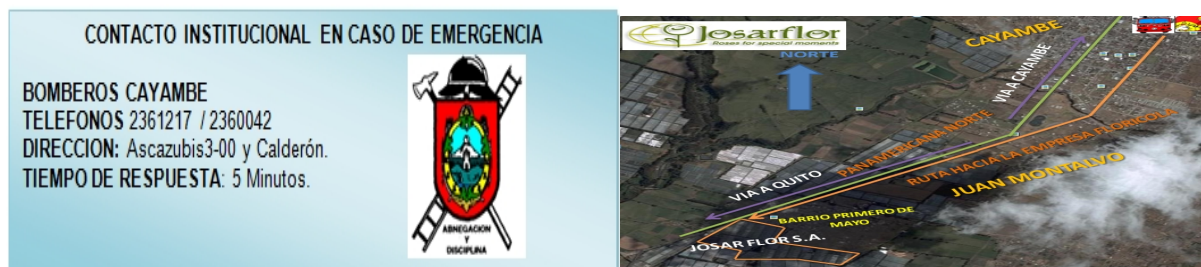 CONTACTO INSTITUCIONAL EN CASO DE EMERGENCIA
BOMBEROS CAYAMBE
TELEFONOS 2361217 / 2360042
DIRECCION: Ascazubis3-00 y Calderón.
TIEMPO DE RESPUESTA: 5 Minutos.
ABNEGACION
Y
DISCIPLINA
Josarflor
Roses for special moments
NORTE
CAYAMBE
VIA A CAYAMBE
PANAMERICANA NORTE
RUTA HACIA LA EMPRESA FLORICOLA
VIA A QUITO
JUAN MONTALVO
BARRIO PRIMERO DE
MAYO
JOSAR FLOR S.A.